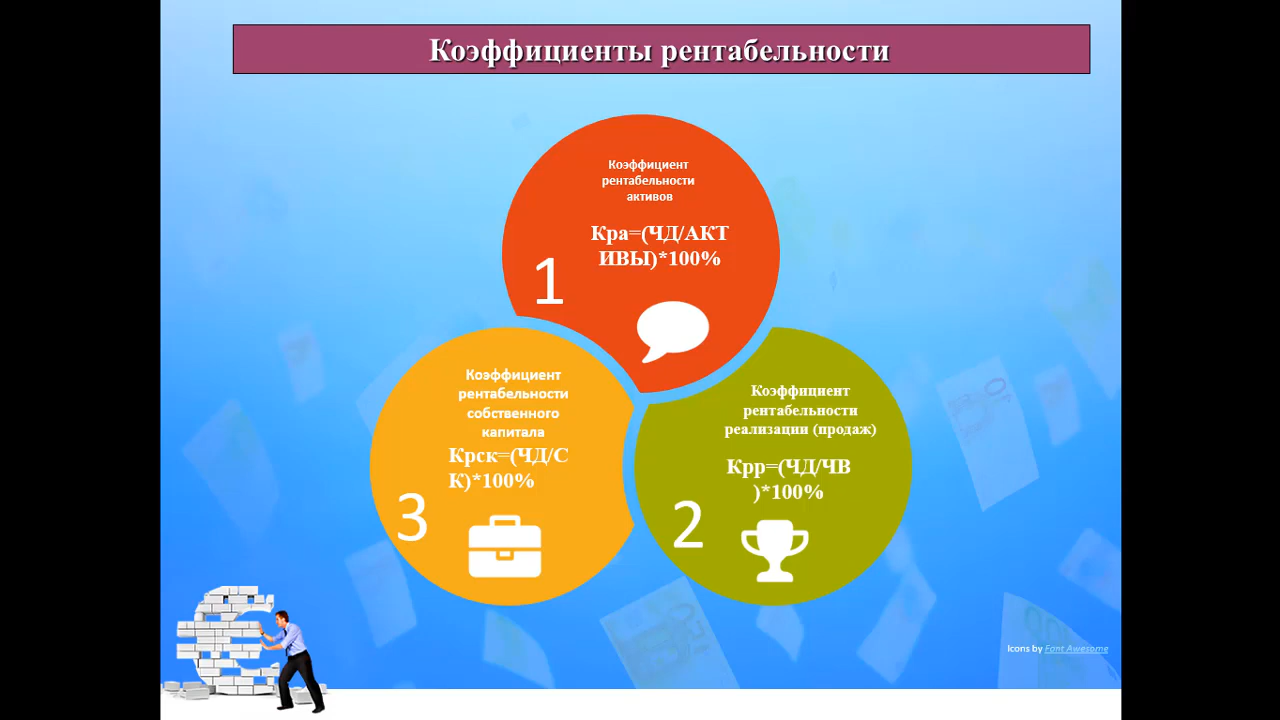 Коэффициенты рентабельности
Коэффициент
рентабельности
активов
Кра=(ЧД/АКТ
ИВЫ)*100%
1
Коэффициент
рентабельности
реализации (продаж)
Крр=(ЧД/ЧВ
)*100%
2
Коэффициент
рентабельности
собственного
капитала
Крск=(ЧД/С
К)*100%
3
Icons by Font Awesome